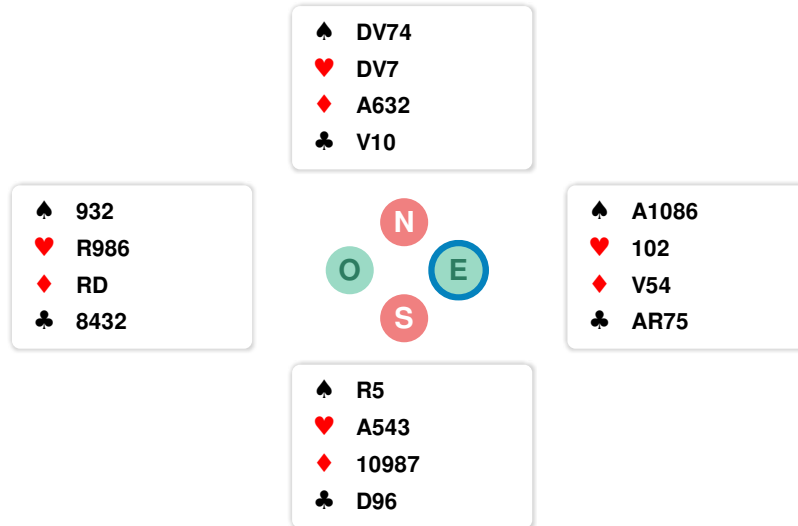 ♠ DV74
♥ DV7
♦ A632
♣ V10
♠ 932
♥ R986
♦ RD
♣ 8432
N
O E
S
♠ A1086
♥ 102
♦ V54
♣ AR75
♠ R5
♥ A543
♦ 10987
♣ D96